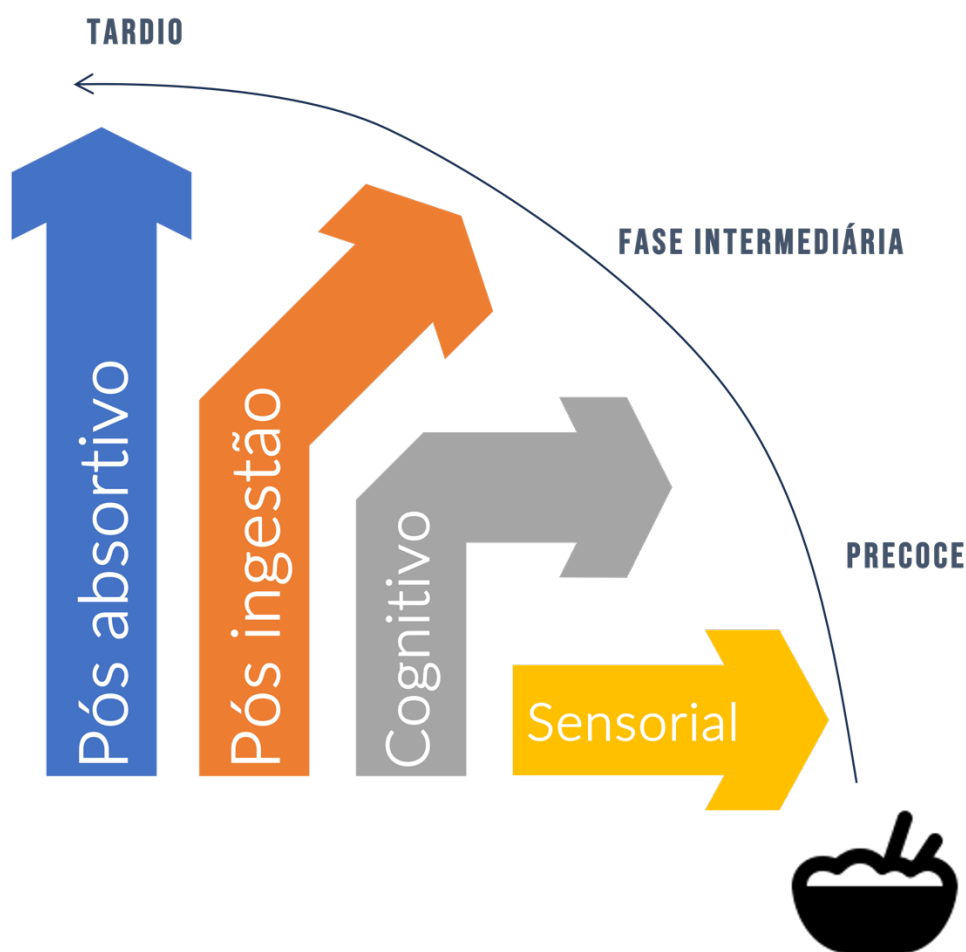 TARDIO
FASE INTERMEDIÁRIA
PRECOCE
Pós absortivo
Pós ingestão
Cognitivo
Sensorial